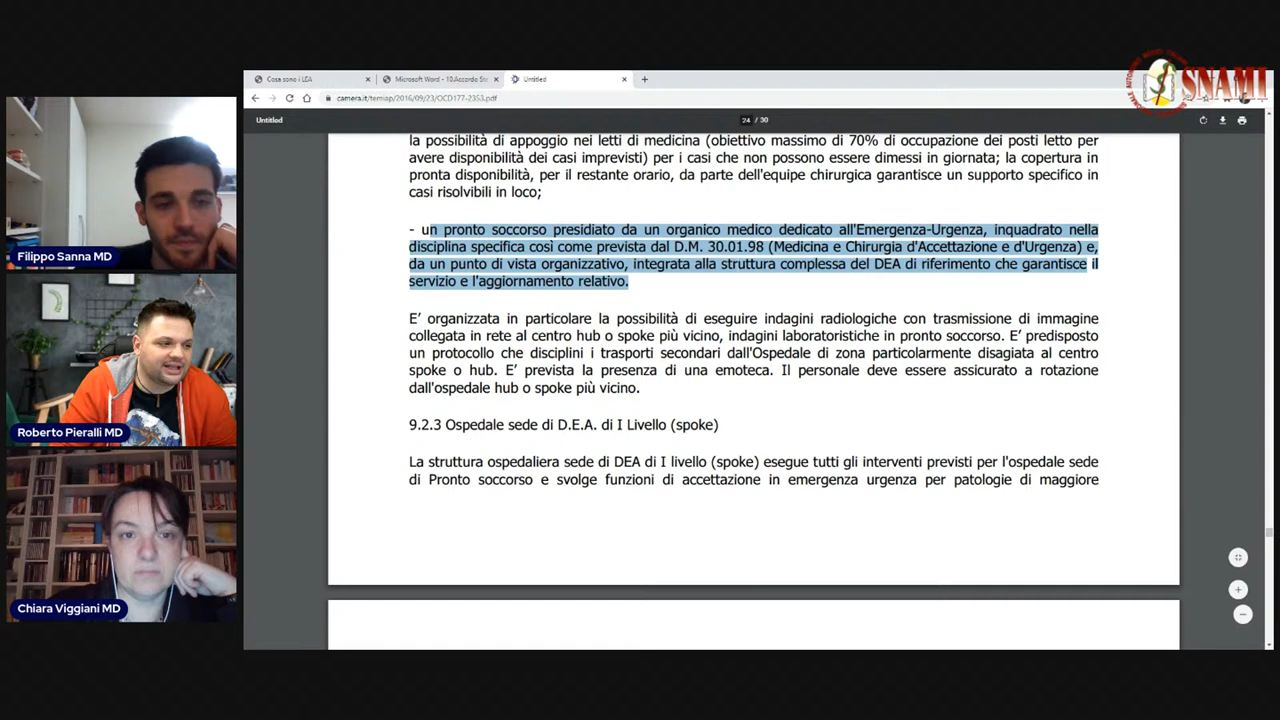 SNAMI
Cosa sono i LEA
Microsoft Word - 10.Accordo Str
Untitled
camera.it/temiap/2016/09/23/OCD177-2353.pdf
Untitled
24 / 30
la possibilità di appoggio nei letti di medicina (obiettivo massimo di 70% di occupazione dei posti letto per
avere disponibilità dei casi imprevisti) per i casi che non possono essere dimessi in giornata; la copertura in
pronta disponibilità, per il restante orario, da parte dell'equipe chirurgica garantisce un supporto specifico in
casi risolvibili in loco;
- un pronto soccorso presidiato da un organico medico dedicato all'Emergenza-Urgenza, inquadrato nella
disciplina specifica così come prevista dal D.M. 30.01.98 (Medicina e Chirurgia d'Accettazione e d'Urgenza) e,
da un punto di vista organizzativo, integrata alla struttura complessa del DEA di riferimento che garantisce il
servizio e l'aggiornamento relativo.
E' organizzata in particolare la possibilità di eseguire indagini radiologiche con trasmissione di immagine
collegata in rete al centro hub o spoke più vicino, indagini laboratoristiche in pronto soccorso. E' predisposto
un protocollo che disciplini i trasporti secondari dall'Ospedale di zona particolarmente disagiata al centro
spoke o hub. E' prevista la presenza di una emoteca. Il personale deve essere assicurato a rotazione
dall'ospedale hub o spoke più vicino.
9.2.3 Ospedale sede di D.E.A. di I Livello (spoke)
La struttura ospedaliera sede di DEA di I livello (spoke) esegue tutti gli interventi previsti per l'ospedale sede
di Pronto soccorso e svolge funzioni di accettazione in emergenza urgenza per patologie di maggiore
Filippo Sanna MD
Roberto Pieralli MD
Chiara Viggiani MD